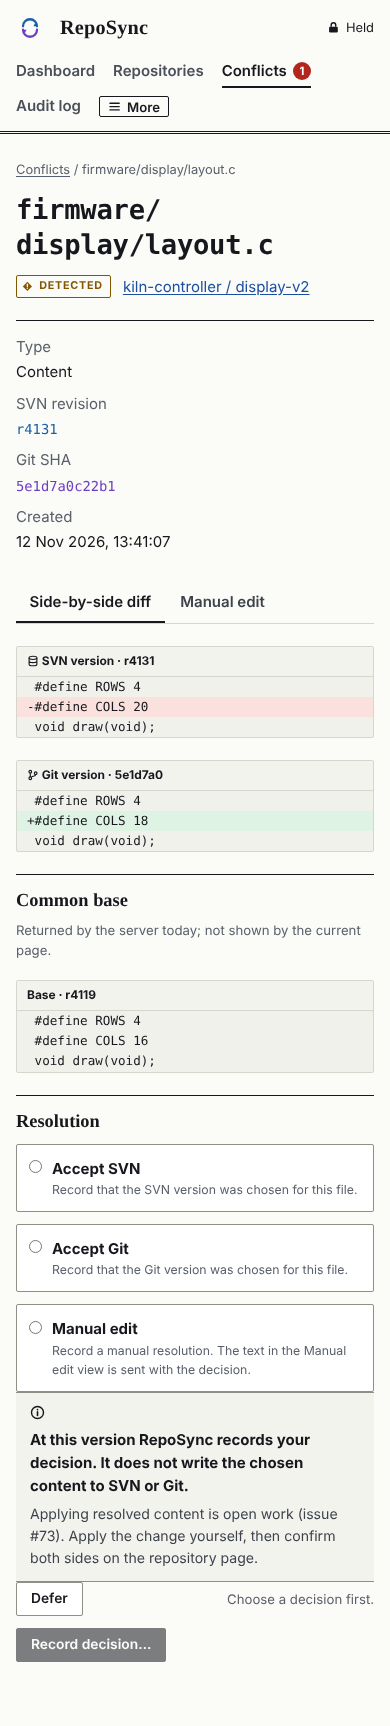 RepoSync
Held
Dashboard
Repositories
Conflicts 1
Audit log
More
Conflicts / firmware/display/layout.c
firmware/
display/layout.c
DETECTED
kiln-controller / display-v2
Type
Content
SVN revision
r4131
Git SHA
5e1d7a0c22b1
Created
12 Nov 2026, 13:41:07
Side-by-side diff
Manual edit
SVN version · r4131
#define ROWS 4
-#define COLS 20
void draw(void);
Git version · 5e1d7a0
#define ROWS 4
+#define COLS 18
void draw(void);
Common base
Returned by the server today; not shown by the current
page.
Base · r4119
#define ROWS 4
#define COLS 16
void draw(void);
Resolution
Accept SVN
Record that the SVN version was chosen for this file.
Accept Git
Record that the Git version was chosen for this file.
Manual edit
Record a manual resolution. The text in the Manual
edit view is sent with the decision.
At this version RepoSync records your
decision. It does not write the chosen
content to SVN or Git.
Applying resolved content is open work (issue
#73). Apply the change yourself, then confirm
both sides on the repository page.
Defer
Choose a decision first.
Record decision...